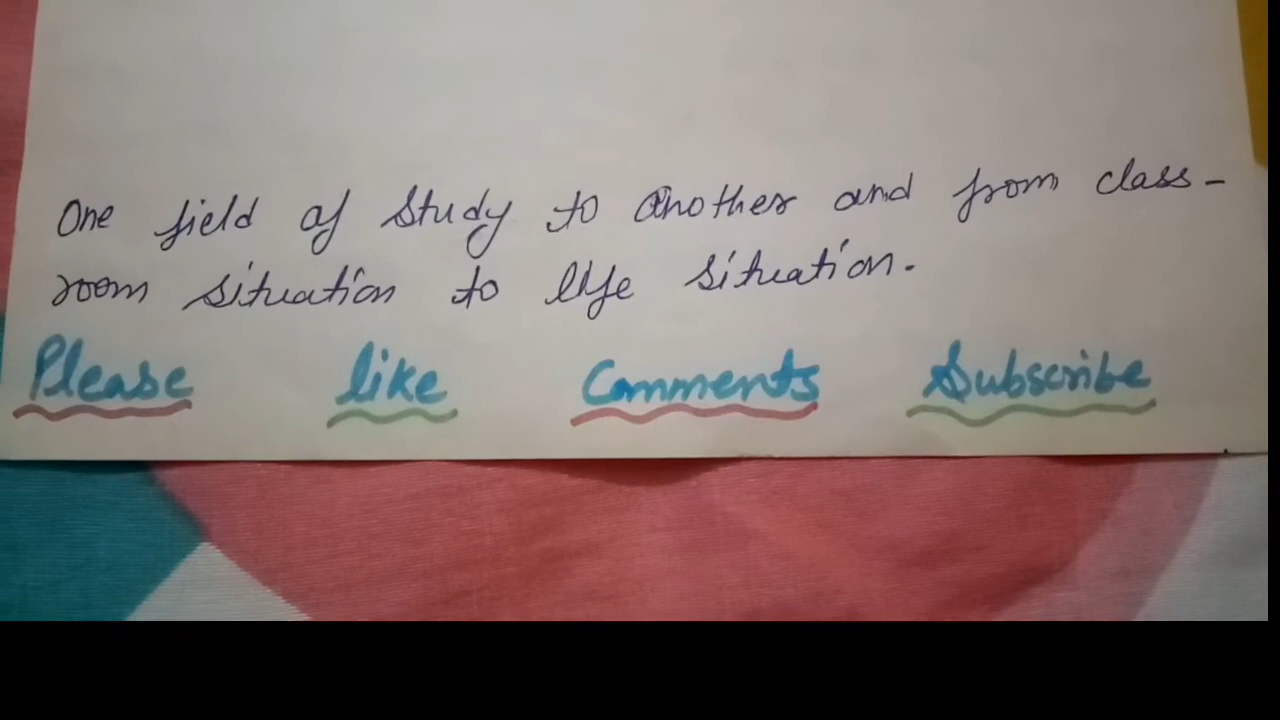 One field of study to another and from class-
room situation to life situation.
Please like Comments Subscribe